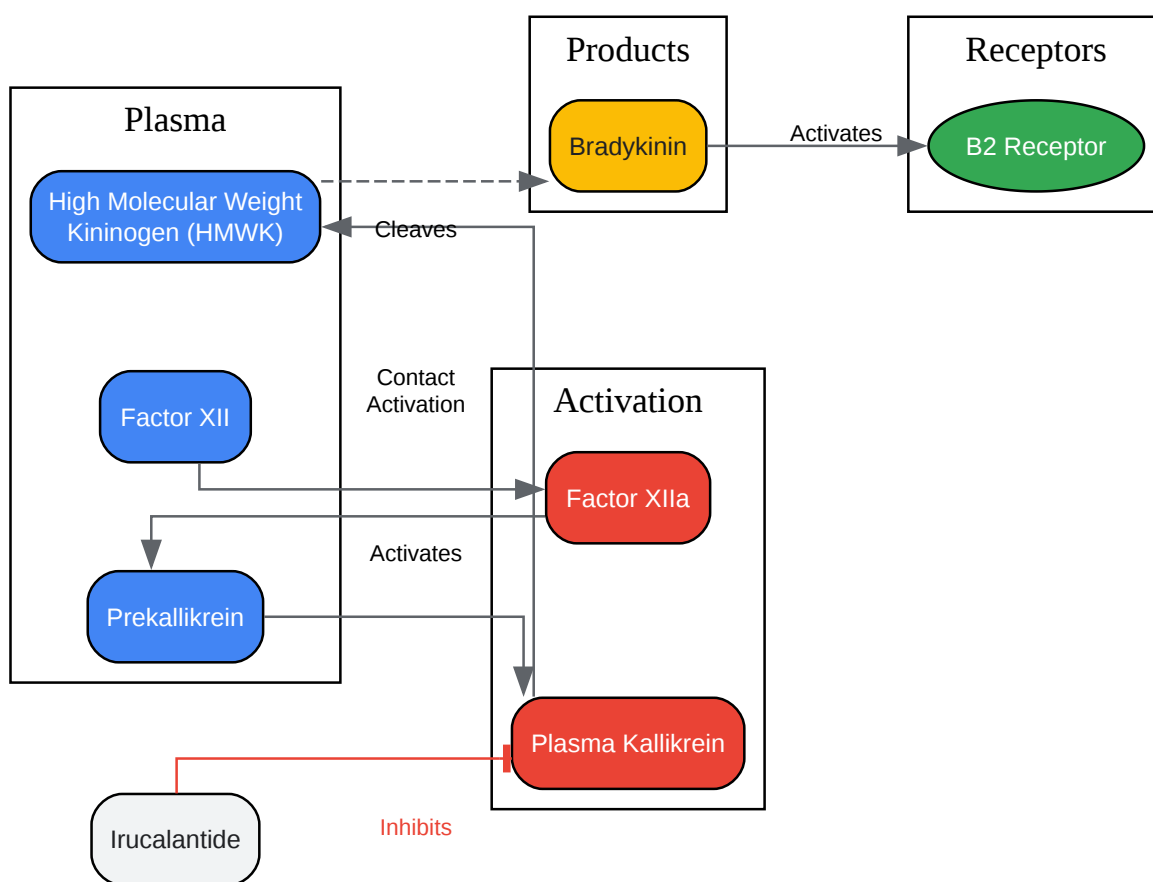 Products
Receptors
Plasma
Bradykinin
Activates
B2 Receptor
High Molecular Weight
Kininogen (HMWK)
Cleaves
Contact
Activation
Activation
Factor XII
Factor XIIa
Activates
Prekallikrein
Plasma Kallikrein
Inhibits
Irucalantide